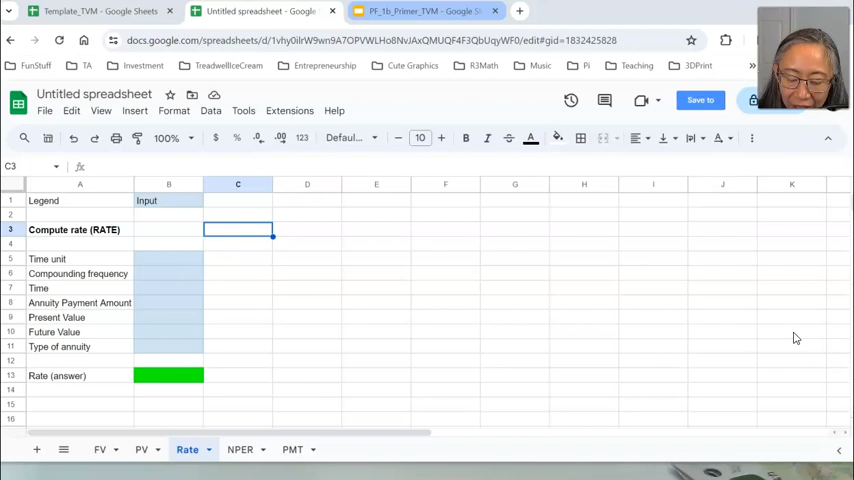 Template_TVM - Google Sheets
Untitled spreadsheet - Google Sh
PF_1b_Primer_TVM - Google Sl
docs.google.com/spreadsheets/d/1vhy0iIrW9wn9A7OPVWLHo8NvJAxQMUQF4F3QbUqyWF0/edit#gid=1832425828
FunStuff
TA
Investment
TreadwellIceCream
Entrepreneurship
Cute Graphics
R3Math
Music
Pi
Teaching
3DPrint
Untitled spreadsheet
File Edit View Insert Format Data Tools Extensions Help
Save to
100% $ % .0 .00 123 Defaul... 10 B I A
C3 fx
A B C D E F G H I J K
1 Legend Input
2
3 Compute rate (RATE)
4
5 Time unit
6 Compounding frequency
7 Time
8 Annuity Payment Amount
9 Present Value
10 Future Value
11 Type of annuity
12
13 Rate (answer)
14
15
16
FV PV Rate NPER PMT